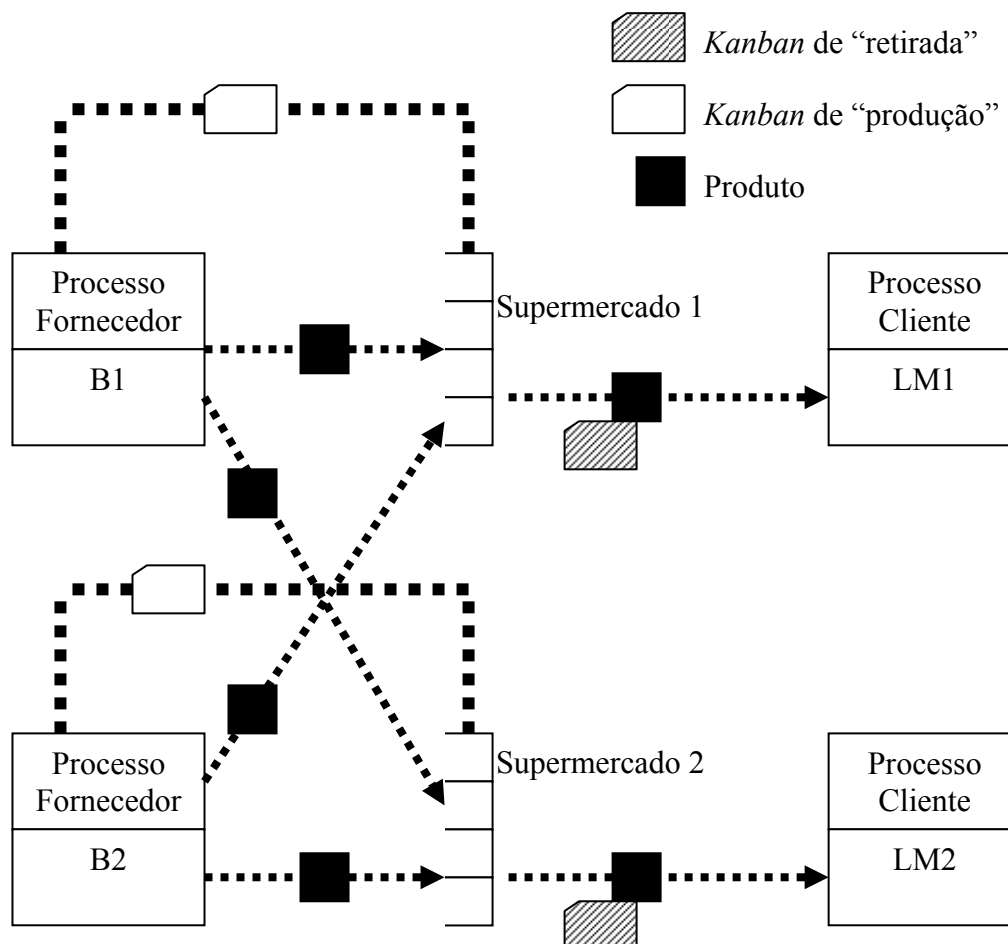 Kanban de “retirada”
Kanban de “produção”
Produto
Processo
Fornecedor
B1
Supermercado 1
Processo
Cliente
LM1
Processo
Fornecedor
B2
Supermercado 2
Processo
Cliente
LM2